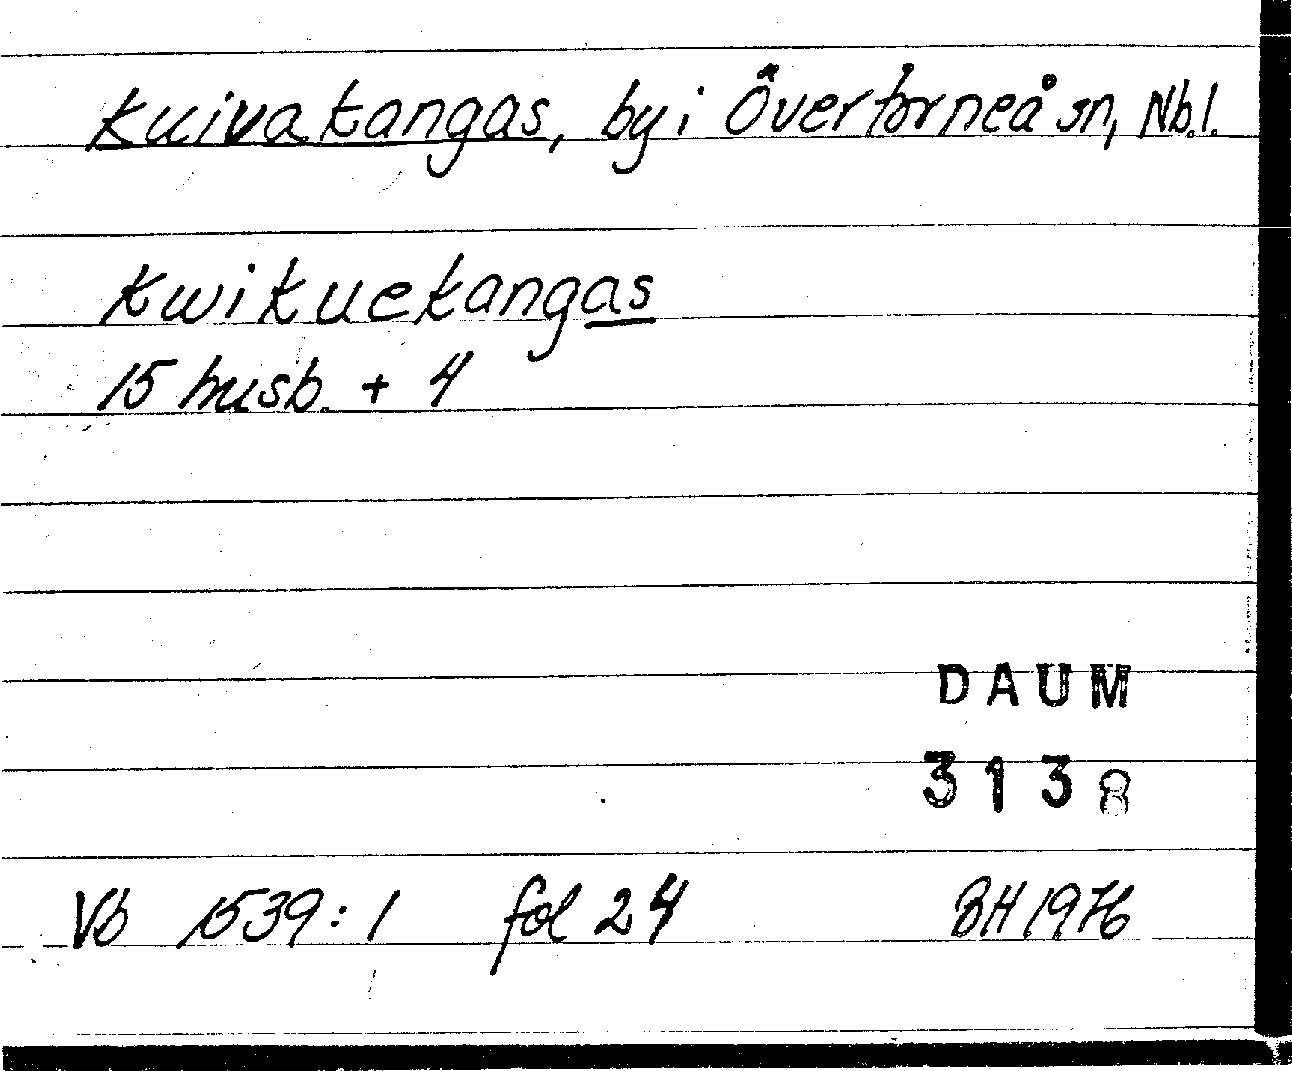 Kuivakangas, by i Övertorneå sn, Nb.l.
Kwikuekangas
15 husb. + 4
DAUM
3138
Vb 1539:1 fol 24 BH 1976